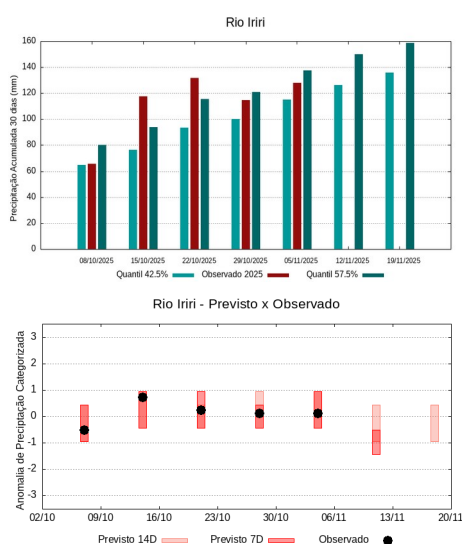 Rio Iriri
Precipitação Acumulada 30 dias (mm)
160
140
120
100
80
60
40
20
0
08/10/2025 15/10/2025 22/10/2025 29/10/2025 05/11/2025 12/11/2025 19/11/2025
Quantil 42.5% Observado 2025 Quantil 57.5%
Rio Iriri - Previsto x Observado
Anomalia de Precipitação Categorizada
3
2
1
0
-1
-2
-3
02/10 09/10 16/10 23/10 30/10 06/11 13/11 20/11
Previsto 14D Previsto 7D Observado